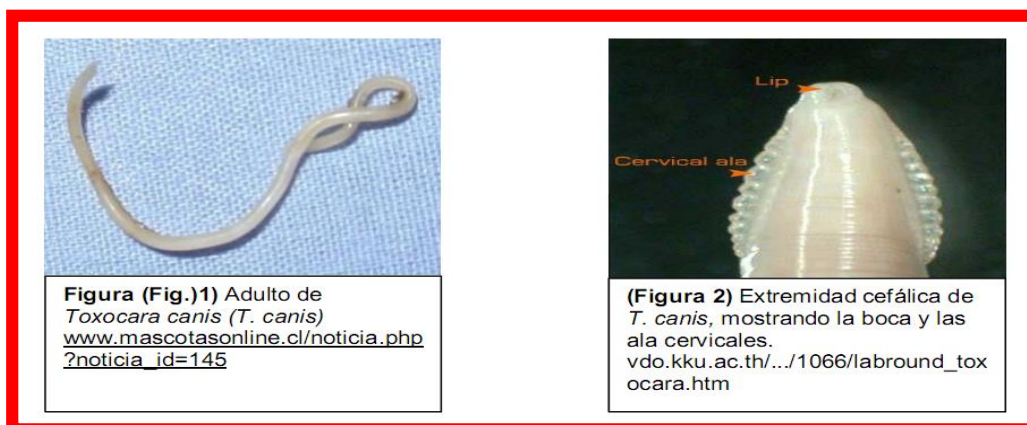 Lip
Cervical ala
Figura (Fig.)1) Adulto de
Toxocara canis (T. canis)
www.mascotasonline.cl/noticia.php
?noticia_id=145
(Figura 2) Extremidad cefálica de
T. canis, mostrando la boca y las
ala cervicales.
vdo.kku.ac.th/.../1066/labround_tox
ocara.htm